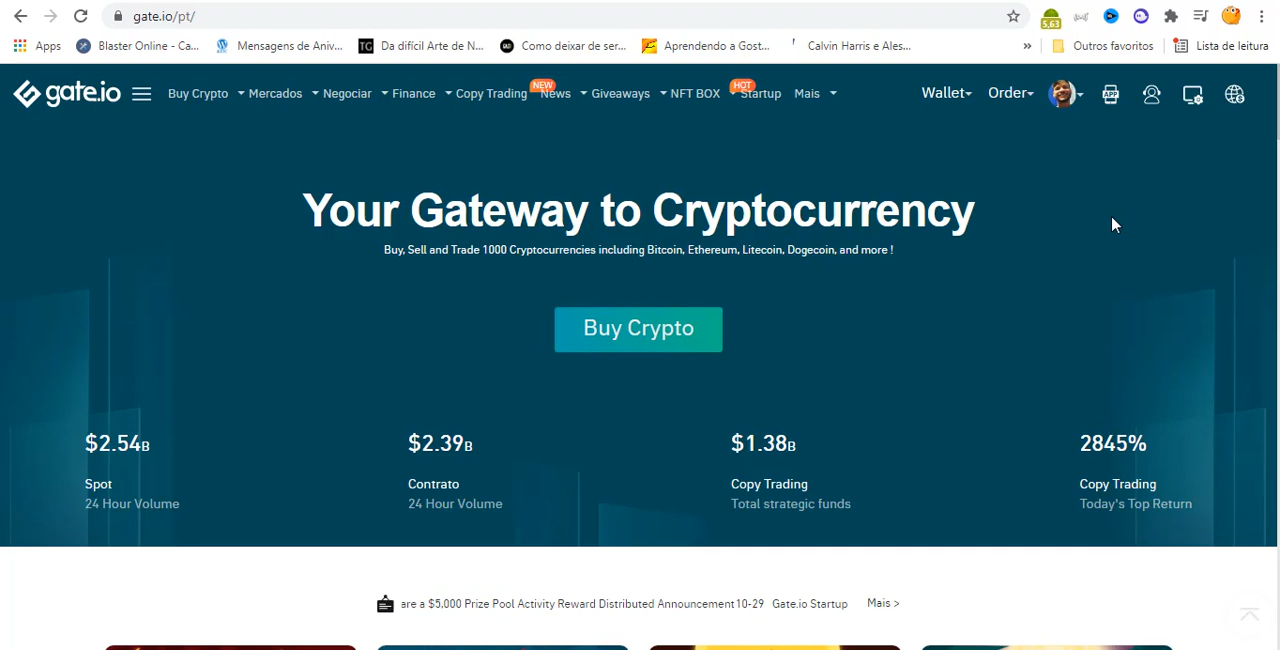 gate.io/pt/
5,63
Apps Blaster Online - Ca... Mensagens de Aniv... TG Da difícil Arte de N... Como deixar de ser... Aprendendo a Gost... Calvin Harris e Ales... » Outros favoritos Lista de leitura
gate.io Buy Crypto Mercados Negociar Finance Copy Trading NEW News Giveaways NFT BOX HOT Startup Mais Wallet Order APP
Your Gateway to Cryptocurrency
Buy, Sell and Trade 1000 Cryptocurrencies including Bitcoin, Ethereum, Litecoin, Dogecoin, and more !
Buy Crypto
$2.54B $2.39B $1.38B 2845%
Spot Contrato Copy Trading Copy Trading
24 Hour Volume 24 Hour Volume Total strategic funds Today's Top Return
are a $5,000 Prize Pool Activity Reward Distributed Announcement 10-29 Gate.io Startup Mais >